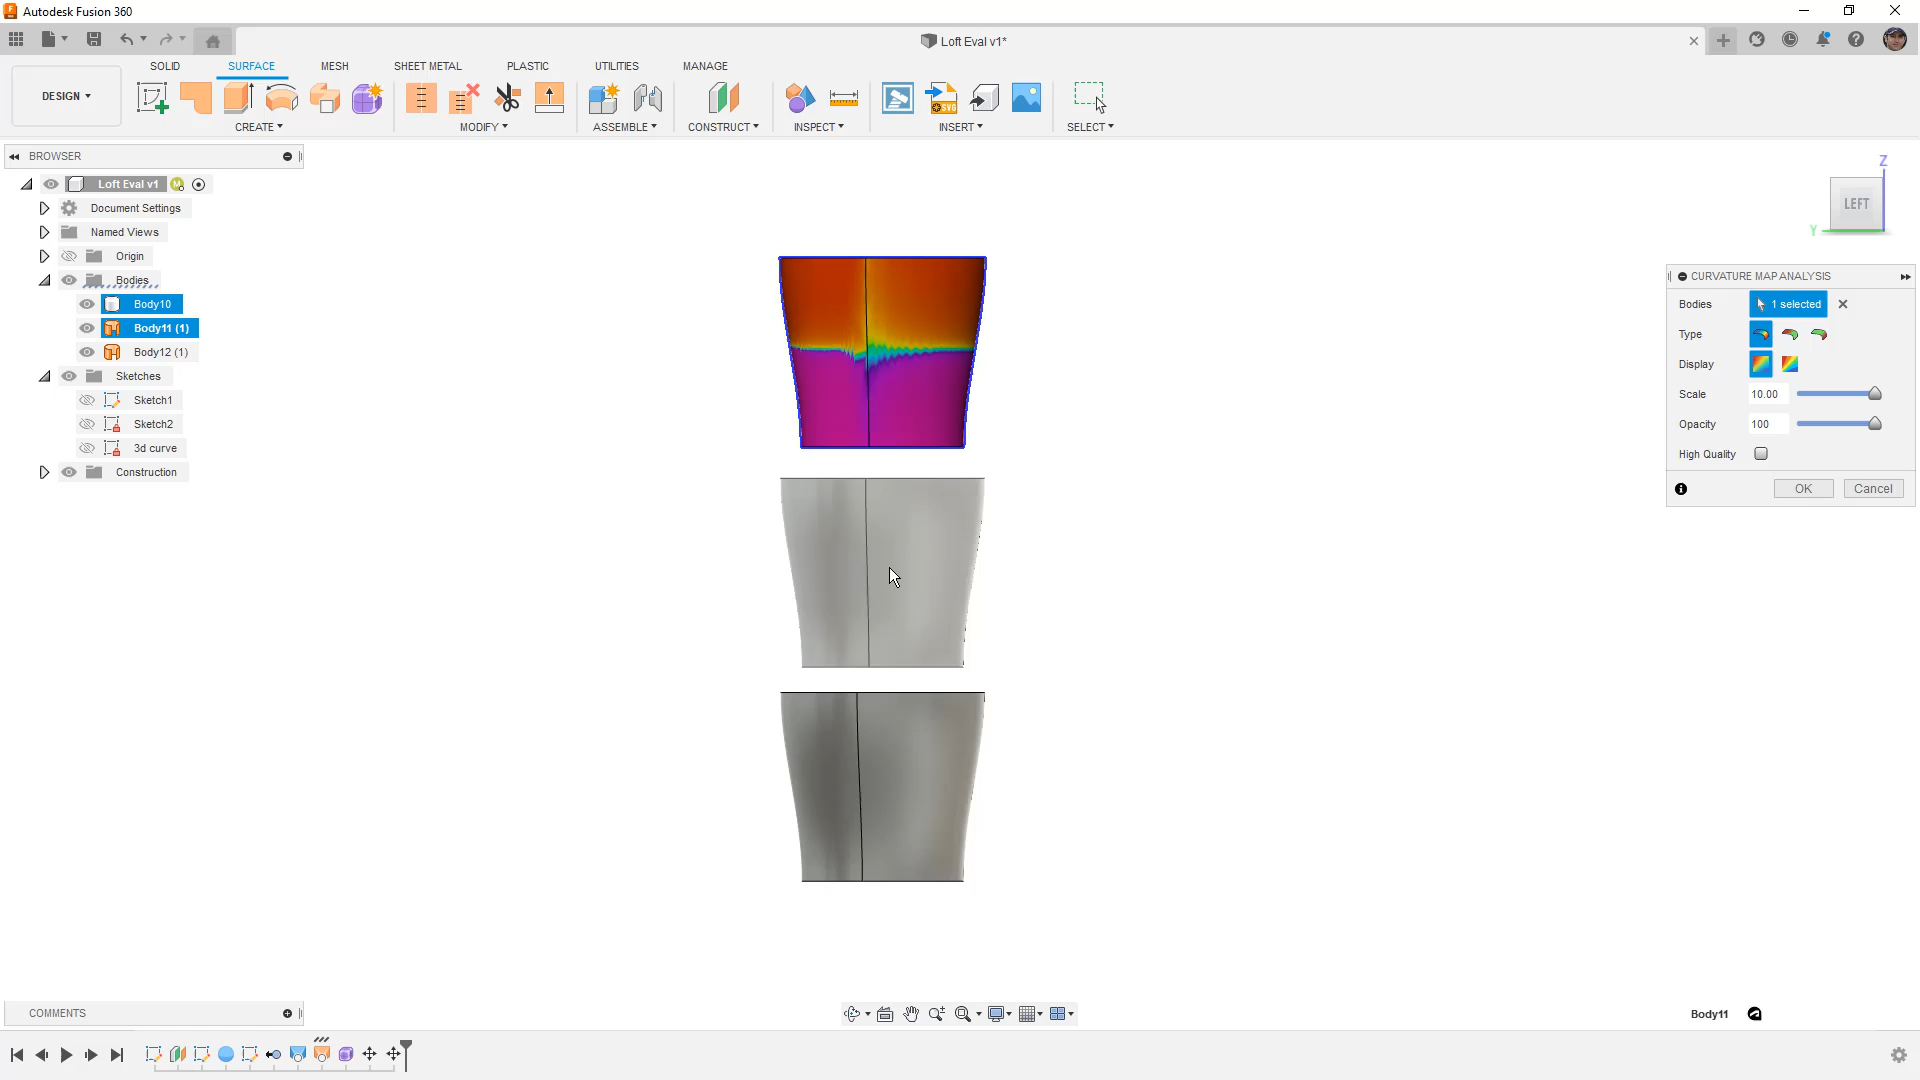 Autodesk Fusion 360
Loft Eval v1*
DESIGN
SOLID
SURFACE
MESH
SHEET METAL
PLASTIC
UTILITIES
MANAGE
CREATE
MODIFY
ASSEMBLE
CONSTRUCT
INSPECT
SVG
INSERT
SELECT
BROWSER
Loft Eval v1
M
Document Settings
Named Views
Origin
Bodies
Body10
Body11 (1)
Body12 (1)
Sketches
Sketch1
Sketch2
3d curve
Construction
Z
LEFT
Y
CURVATURE MAP ANALYSIS
Bodies
1 selected
Type
Display
Scale
10.00
Opacity
100
High Quality
OK
Cancel
COMMENTS
Body11